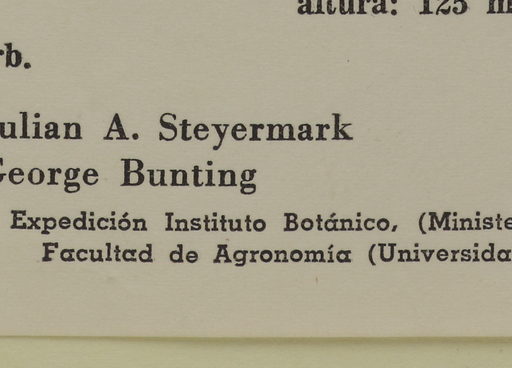 altura: 125 m
rb.
ulian A. Steyermark
George Bunting
Expedición Instituto Botánico, (Ministe
Facultad de Agronomía (Universida